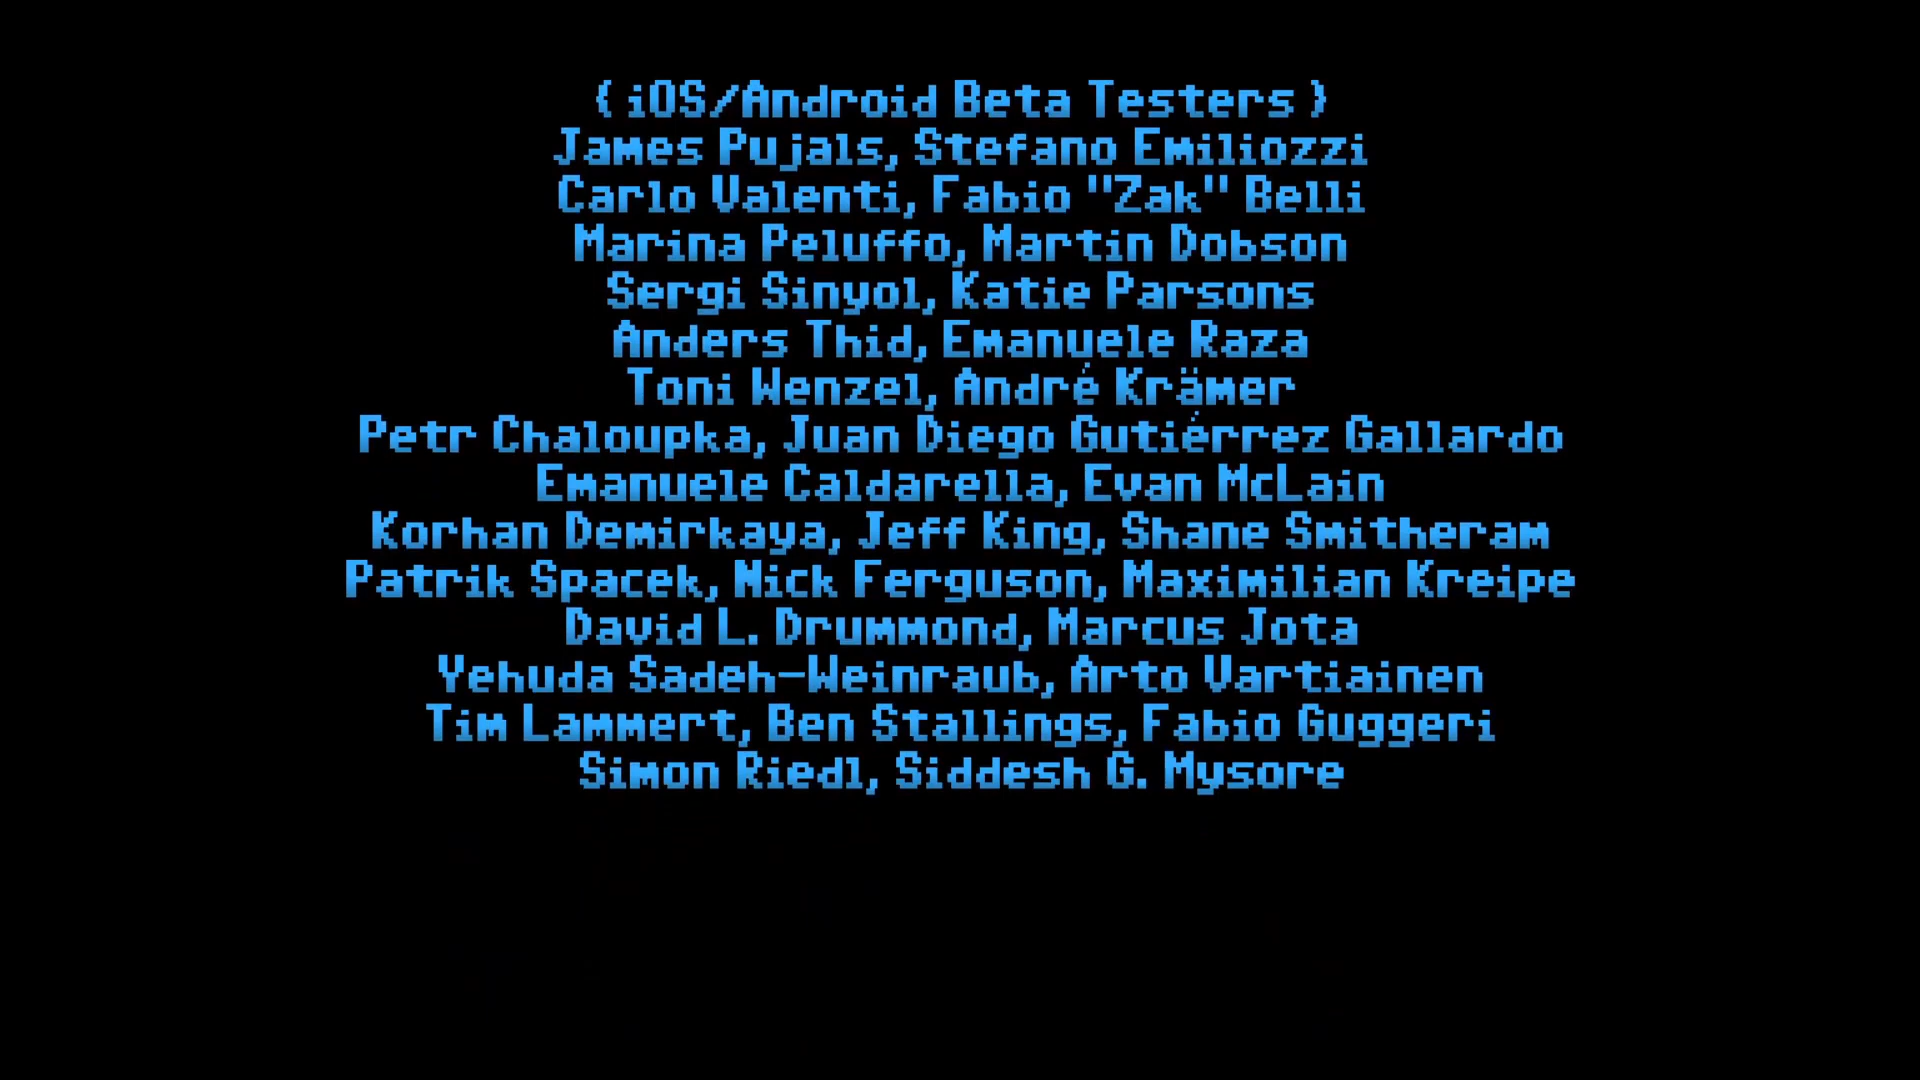 { iOS/Android Beta Testers }
James Pujals, Stefano Emiliozzi
Carlo Valenti, Fabio "Zak" Belli
Marina Peluffo, Martin Dobson
Sergi Sinyol, Katie Parsons
Anders Thid, Emanuele Raza
Toni Wenzel, André Krämer
Petr Chaloupka, Juan Diego Gutiérrez Gallardo
Emanuele Caldarella, Evan McLain
Korhan Demirkaya, Jeff King, Shane Smitheram
Patrik Spacek, Nick Ferguson, Maximilian Kreipe
David L. Drummond, Marcus Jota
Yehuda Sadeh-Weinraub, Arto Vartiainen
Tim Lammert, Ben Stallings, Fabio Guggeri
Simon Riedl, Siddesh G. Mysore